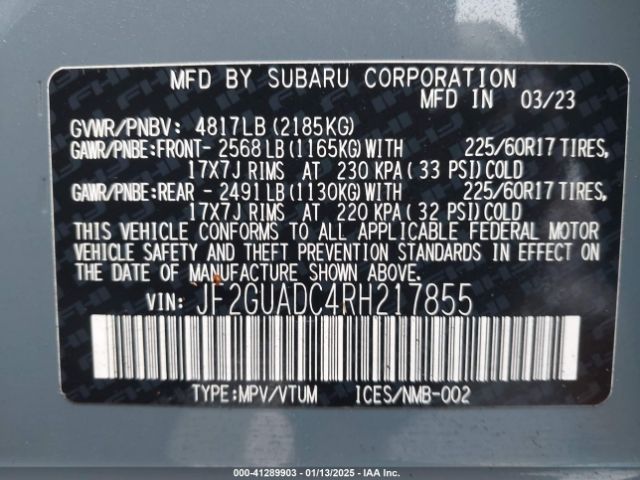 MFD BY SUBARU CORPORATION
MFD IN 03/23
GVWR/PNBV: 4817LB (2185KG)
GAWR/PNBE:FRONT- 2568LB (1165KG) WITH 225/60R17 TIRES,
17X7J RIMS AT 230 KPA (33 PSI) COLD
GAWR/PNBE:REAR - 2491LB (1130KG) WITH 225/60R17 TIRES,
17X7J RIMS AT 220 KPA (32 PSI) COLD
THIS VEHICLE CONFORMS TO ALL APPLICABLE FEDERAL MOTOR
VEHICLE SAFETY AND THEFT PREVENTION STANDARDS IN EFFECT ON
THE DATE OF MANUFACTURE SHOWN ABOVE.
VIN: JF2GUADC4RH217855
TYPE:MPV/VTUM ICES/NMB-002
000-41289903 - 01/13/2025 - IAAI.com